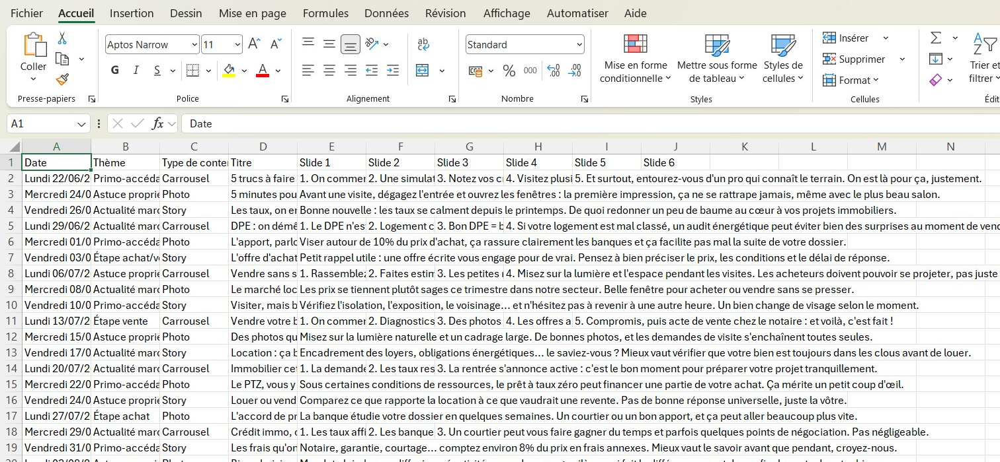 Fichier Accueil Insertion Dessin Mise en page Formules Données Révision Affichage Automatiser Aide
Coller
Presse-papiers
Aptos Narrow 11
G I S
Police
ab
Alignement
Standard
% 000
Nombre
Mise en forme conditionnelle
Mettre sous forme de tableau
Styles de cellules
Styles
Insérer
Supprimer
Format
Cellules
Trier et
filtrer
Édit
A1 fx Date
A B C D E F G H I J K L M N
1 Date Thème Type de conter Titre Slide 1 Slide 2 Slide 3 Slide 4 Slide 5 Slide 6
2 Lundi 22/06/2 Primo-accéda Carrousel 5 trucs à faire 1. On commer 2. Une simulat 3. Notez vos c 4. Visitez plusi 5. Et surtout, entourez-vous d'un pro qui connaît le terrain. On est là pour ça, justement.
3 Mercredi 24/0 Astuce proprie Photo 5 minutes pou Avant une visite, dégagez l'entrée et ouvrez les fenêtres : la première impression, ça ne se rattrape jamais, même avec le plus beau salon.
4 Vendredi 26/0 Actualité marc Story Les taux, on er Bonne nouvelle : les taux se calment depuis le printemps. De quoi redonner un peu de baume au cœur à vos projets immobiliers.
5 Lundi 29/06/2 Actualité marc Carrousel DPE : on démê 1. Le DPE n'es 2. Logement c 3. Bon DPE = b 4. Si votre logement est mal classé, un audit énergétique peut éviter bien des surprises au moment de vend
6 Mercredi 01/0 Primo-accéda Photo L'apport, parlo Viser autour de 10% du prix d'achat, ça rassure clairement les banques et ça facilite pas mal la suite de votre dossier.
7 Vendredi 03/0 Étape achat/v Story L'offre d'achat Petit rappel utile : une offre écrite vous engage pour de vrai. Pensez à bien préciser le prix, les conditions et le délai de réponse.
8 Lundi 06/07/2 Astuce proprie Carrousel Vendre sans s 1. Rassemblez 2. Faites estim 3. Les petites 4. Misez sur la lumière et l'espace pendant les visites. Les acheteurs doivent pouvoir se projeter, pas juste
9 Mercredi 08/0 Actualité marc Photo Le marché loc Les prix se tiennent plutôt sages ce trimestre dans notre secteur. Belle fenêtre pour acheter ou vendre sans se presser.
10 Vendredi 10/0 Primo-accéda Story Visiter, mais b Vérifiez l'isolation, l'exposition, le voisinage... et n'hésitez pas à revenir à une autre heure. Un bien change de visage selon le moment.
11 Lundi 13/07/2 Étape vente Carrousel Vendre votre b 1. On commer 2. Diagnostics 3. Des photos 4. Les offres a 5. Compromis, puis acte de vente chez le notaire : et voilà, c'est fait !
12 Mercredi 15/0 Astuce proprie Photo Des photos qu Misez sur la lumière naturelle et un cadrage large. De bonnes photos, et les demandes de visite s'enchaînent toutes seules.
13 Vendredi 17/0 Actualité marc Story Location : ça b Encadrement des loyers, obligations énergétiques... le saviez-vous ? Mieux vaut vérifier que votre bien est toujours dans les clous avant de louer.
14 Lundi 20/07/2 Actualité marc Carrousel Immobilier cet 1. La demande 2. Les taux res 3. La rentrée s'annonce active : c'est le bon moment pour préparer votre projet tranquillement.
15 Mercredi 22/0 Primo-accéda Photo Le PTZ, vous y Sous certaines conditions de ressources, le prêt à taux zéro peut financer une partie de votre achat. Ça mérite un petit coup d'œil.
16 Vendredi 24/0 Astuce proprie Story Louer ou vend Comparez ce que rapporte la location à ce que vaudrait une revente. Pas de bonne réponse universelle, juste la vôtre.
17 Lundi 27/07/2 Étape achat Photo L'accord de pr La banque étudie votre dossier en quelques semaines. Un courtier ou un bon apport, et ça peut aller beaucoup plus vite.
18 Mercredi 29/0 Actualité marc Carrousel Crédit immo, c 1. Les taux affi 2. Les banque 3. Un courtier peut vous faire gagner du temps et parfois quelques points de négociation. Pas négligeable.
19 Vendredi 31/0 Primo-accéda Story Les frais qu'on Notaire, garantie, courtage... comptez environ 8% du prix en frais annexes. Mieux vaut le savoir avant que pendant, croyez-nous.